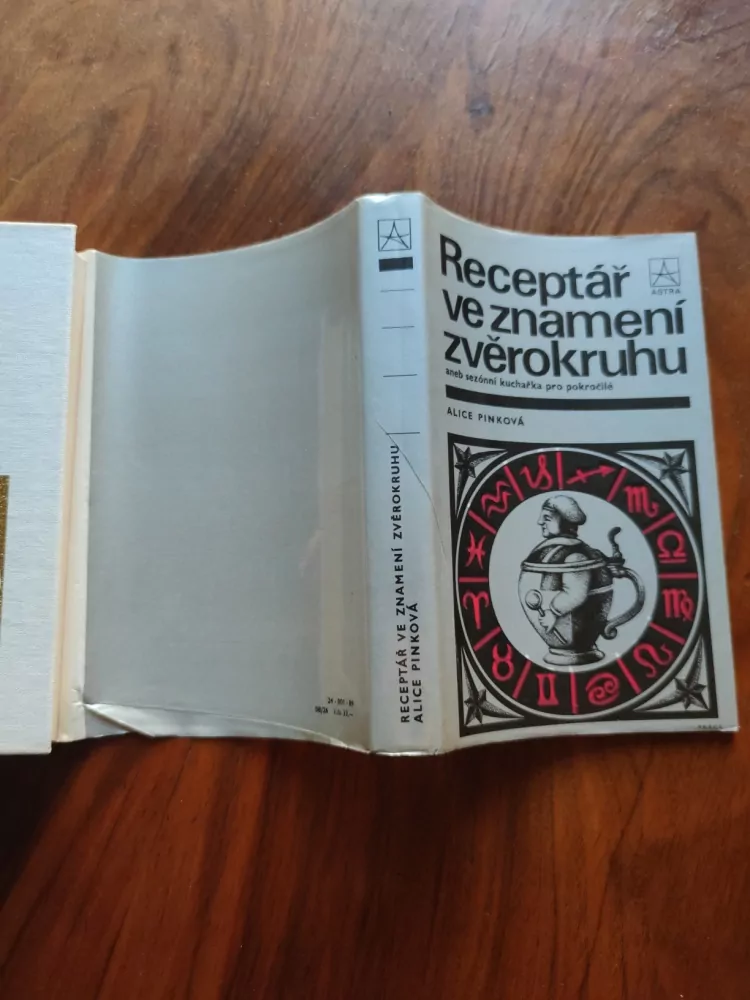 Receptář
ve znamení
zvěrokruhu
aneb sezónní kuchařka pro pokročilé
ALICE PINKOVÁ
ASTRA
RECEPTÁŘ VE ZNAMENÍ ZVĚROKRUHU
ALICE PINKOVÁ